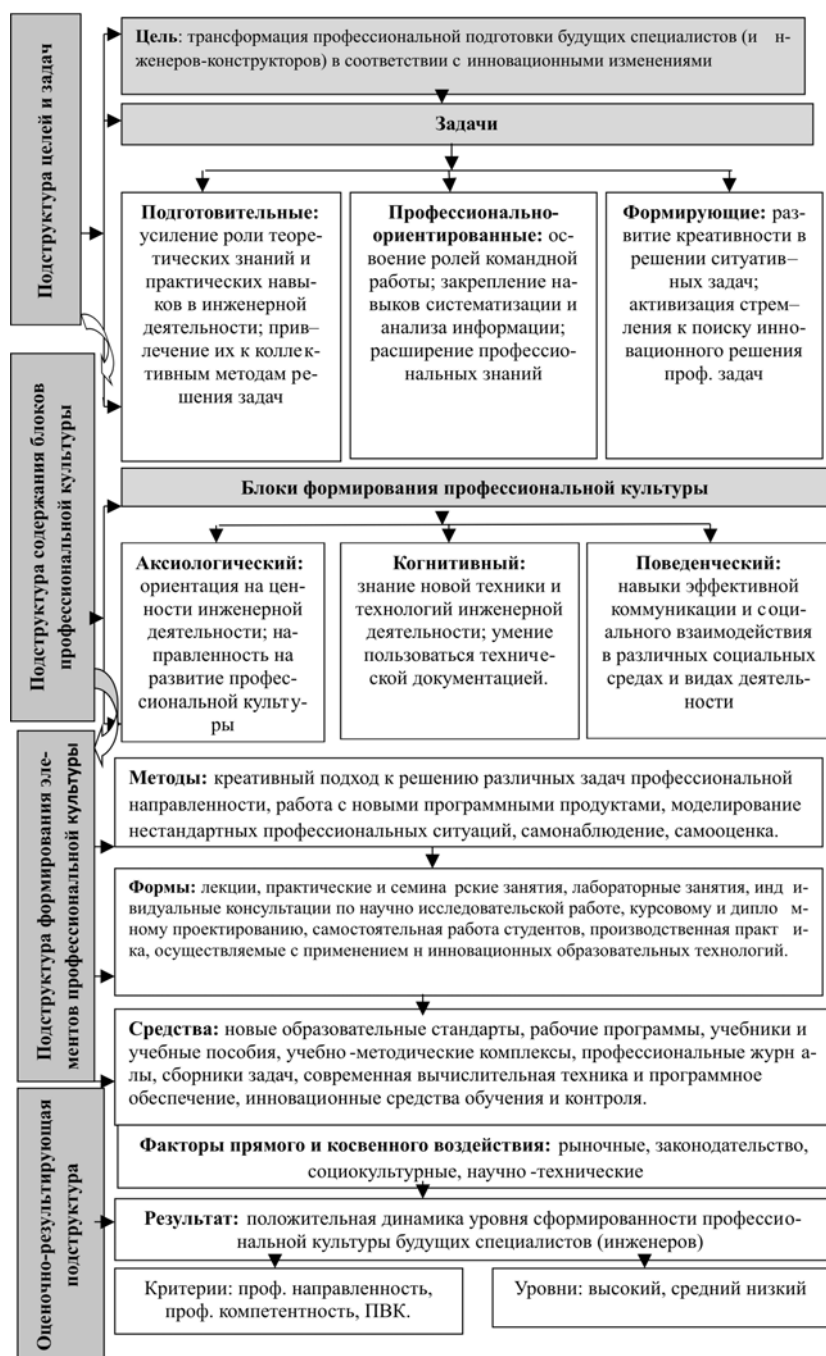 Подструктура целей и задач
Цель: трансформация профессиональной подготовки будущих специалистов (и н-
женеров-конструкторов) в соответствии с инновационными изменениями
Задачи
Подготовительные:
усиление роли теоре-
тических знаний и
практических навы-
ков в инженерной
деятельности; прив–
лечение их к коллек-
тивным методам ре-
шения задач
Профессионально-
ориентированные: ос-
воение ролей командной
работы; закрепление на-
выков систематизации и
анализа информации;
расширение профессио-
нальных знаний
Формирующие: раз-
витие креативности в
решении ситуатив–
ных задач;
активизация стрем–
ления к поиску инно-
вационного решения
проф. задач
Подструктура содержания блоков
профессиональной культуры
Блоки формирования профессиональной культуры
Аксиологический:
ориентация на цен-
ности инженерной
деятельности; на-
правленность на
развитие профес-
сиональной культу-
ры
Когнитивный:
знание новой техники и
технологий инженерной
деятельности; умение
пользоваться техниче-
ской документацией.
Поведенческий:
навыки эффективной
коммуникации и социа-
льного взаимодействия
в различных социальных
средах и видах деятель-
ности
Подструктура формирования эле-
ментов профессиональной культуры
Методы: креативный подход к решению различных задач профессиональной
направленности, работа с новыми программными продуктами, моделирование
нестандартных профессиональных ситуаций, самонаблюдение, самооценка.
Формы: лекции, практические и семина рские занятия, лабораторные занятия, инд и-
видуальные консультации по научно исследовательской работе, курсовому и дипло м-
ному проектированию, самостоятельная работа студентов, производственная практ и-
ка, осуществляемые с применением н инновационных образовательных технологий.
Средства: новые образовательные стандарты, рабочие программы, учебники и
учебные пособия, учебно -методические комплексы, профессиональные журн а-
лы, сборники задач, современная вычислительная техника и программное
обеспечение, инновационные средства обучения и контроля.
Оценочно-результирующая
подструктура
Факторы прямого и косвенного воздействия: рыночные, законодательство,
социокультурные, научно -технические
Результат: положительная динамика уровня сформированности профессио-
нальной культуры будущих специалистов (инженеров)
Критерии: проф. направленность,
проф. компетентность, ПВК.
Уровни: высокий, средний низкий